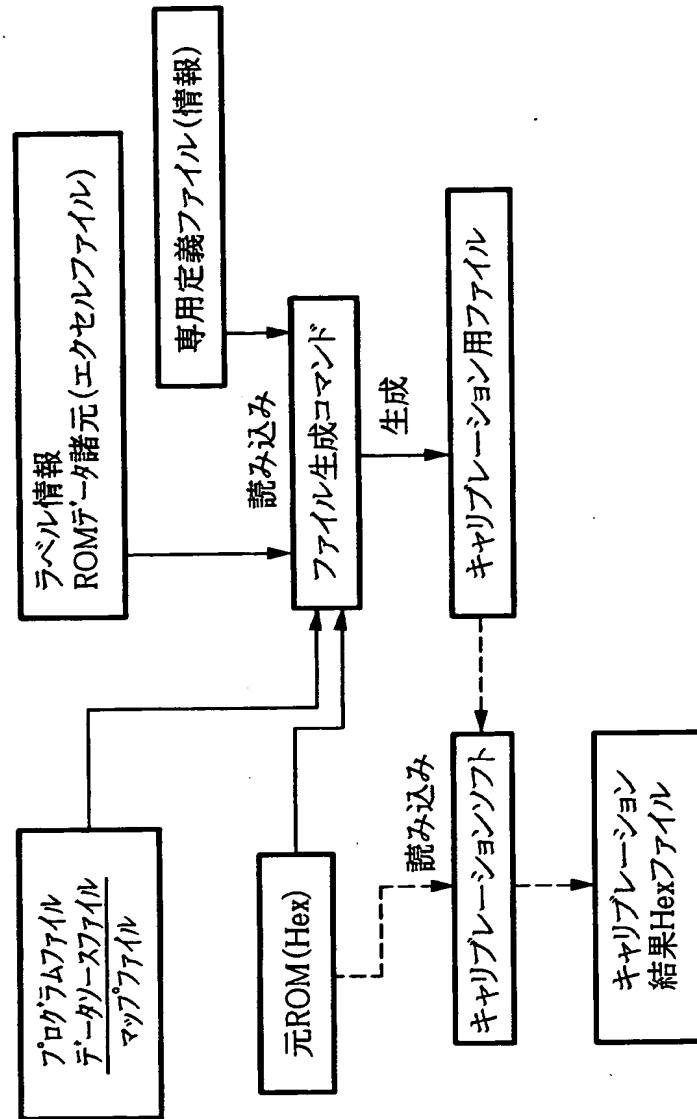 ラベル情報
ROMデータ諸元(エクセルファイル)
専用定義ファイル(情報)
プログラムファイル
データソースファイル
マップファイル
読み込み
元ROM(Hex)
ファイル生成コマンド
生成
読み込み
キャリブレーションソフト
キャリブレーション用ファイル
キャリブレーション
結果Hexファイル